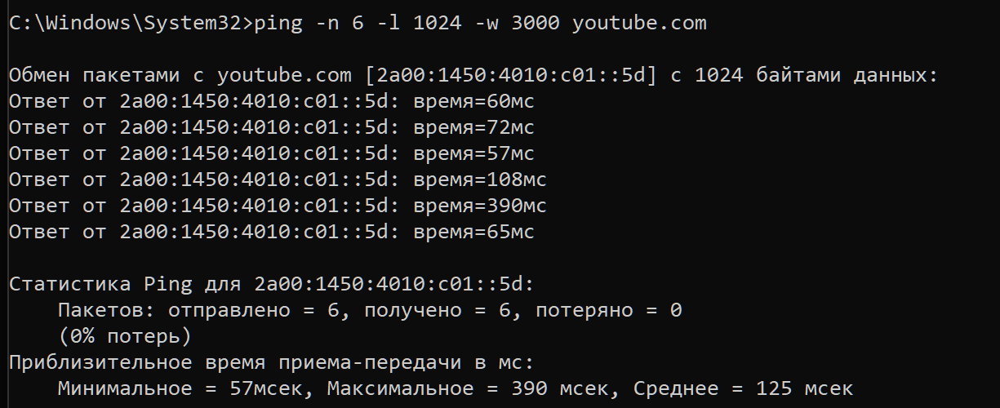 C:\Windows\System32>ping -n 6 -l 1024 -w 3000 youtube.com
Обмен пакетами с youtube.com [2a00:1450:4010:c01::5d] с 1024 байтами данных:
Ответ от 2a00:1450:4010:c01::5d: время=60мс
Ответ от 2a00:1450:4010:c01::5d: время=72мс
Ответ от 2a00:1450:4010:c01::5d: время=57мс
Ответ от 2a00:1450:4010:c01::5d: время=108мс
Ответ от 2a00:1450:4010:c01::5d: время=390мс
Ответ от 2a00:1450:4010:c01::5d: время=65мс
Статистика Ping для 2a00:1450:4010:c01::5d:
    Пакетов: отправлено = 6, получено = 6, потеряно = 0
    (0% потерь)
Приблизительное время приема-передачи в мс:
    Минимальное = 57мсек, Максимальное = 390 мсек, Среднее = 125 мсек